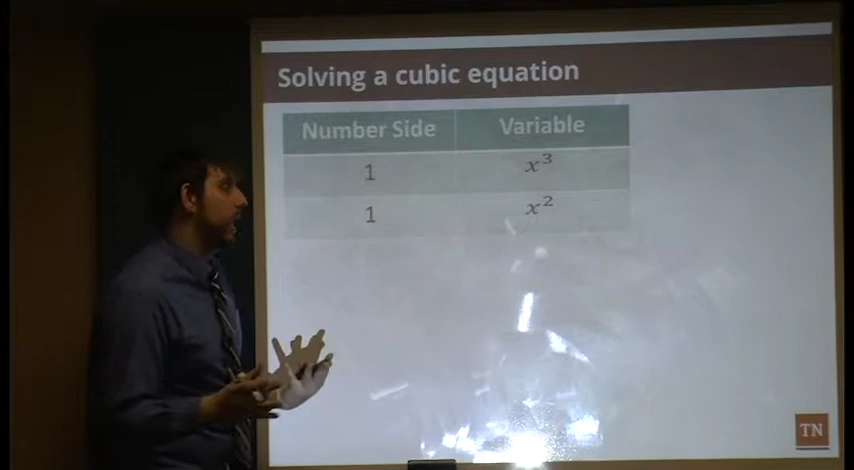 Solving a cubic equation
Number Side Variable
1 x³
1 x²
TN